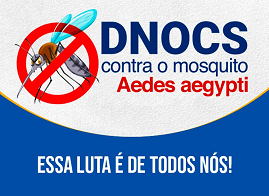 DNOCS
contra o mosquito
Aedes aegypti
ESSA LUTA É DE TODOS NÓS!